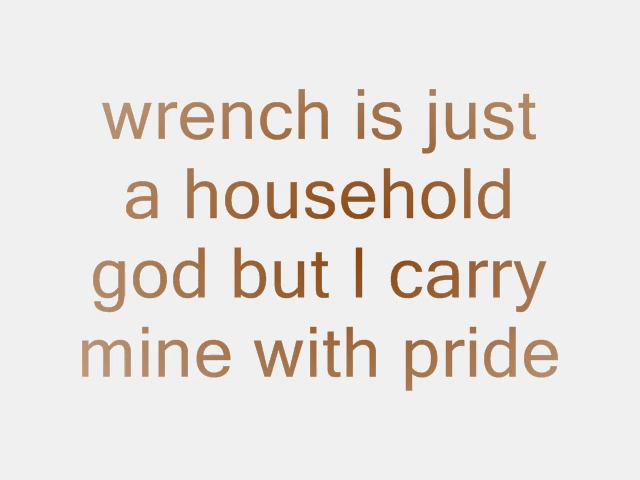 wrench is just
a household
god but I carry
mine with pride